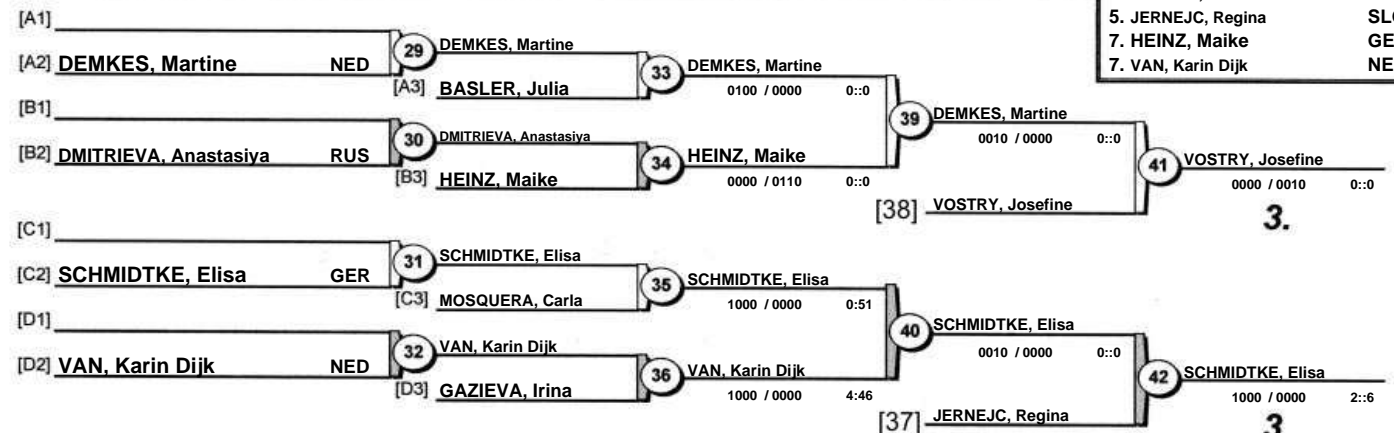 5. JERNEJC, Regina
7. HEINZ, Maike
7. VAN, Karin Dijk
[A1]
[A2] DEMKES, Martine NED
29 DEMKES, Martine
[A3] BASLER, Julia
33 DEMKES, Martine
0100 / 0000 0::0
[B1]
[B2] DMITRIEVA, Anastasiya RUS
30 DMITRIEVA, Anastasiya
[B3] HEINZ, Maike
34 HEINZ, Maike
0000 / 0110 0::0
39 DEMKES, Martine
0010 / 0000 0::0
[38] VOSTRY, Josefine
41 VOSTRY, Josefine
0000 / 0010 0::0
3.
[C1]
[C2] SCHMIDTKE, Elisa GER
31 SCHMIDTKE, Elisa
[C3] MOSQUERA, Carla
35 SCHMIDTKE, Elisa
1000 / 0000 0:51
[D1]
[D2] VAN, Karin Dijk NED
32 VAN, Karin Dijk
[D3] GAZIEVA, Irina
36 VAN, Karin Dijk
1000 / 0000 4:46
40 SCHMIDTKE, Elisa
0010 / 0000 0::0
[37] JERNEJC, Regina
42 SCHMIDTKE, Elisa
1000 / 0000 2::6
3